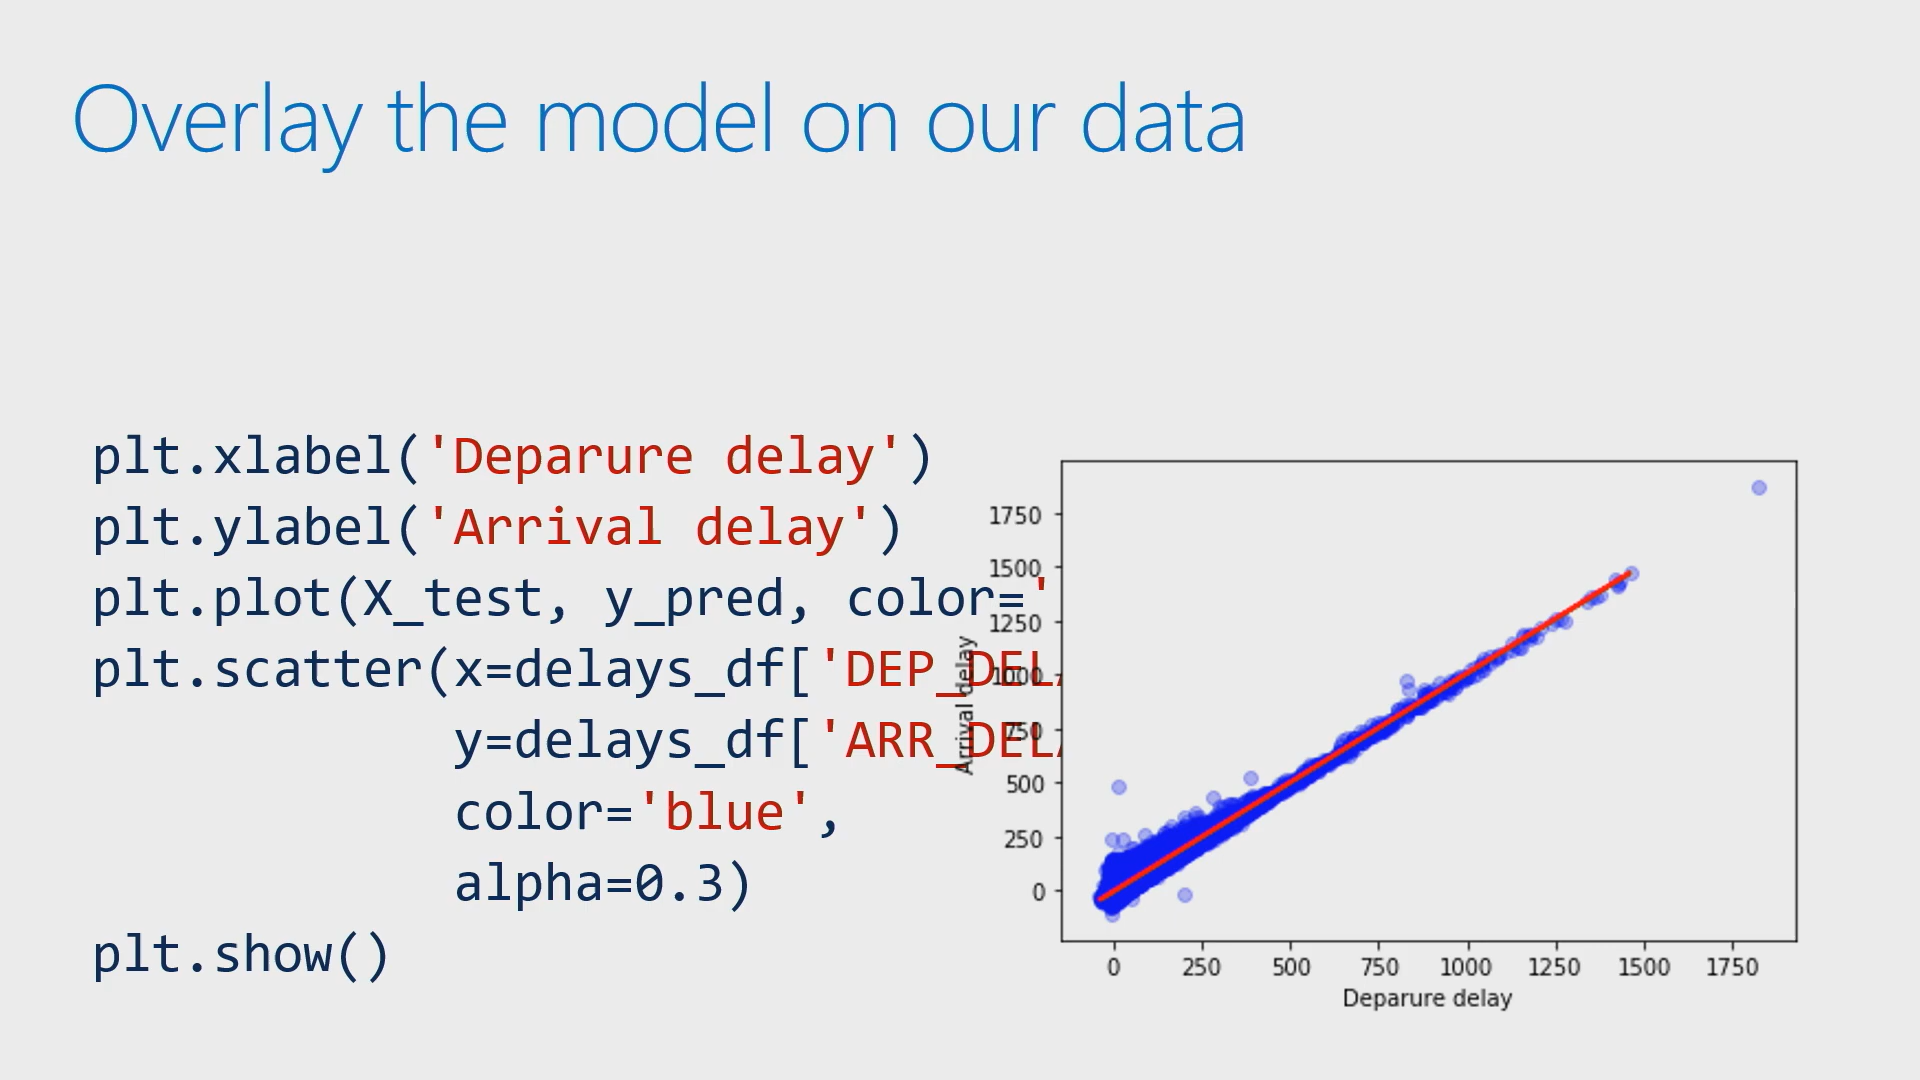 Overlay the model on our data
plt.xlabel('Deparure delay')
plt.ylabel('Arrival delay')
plt.plot(X_test, y_pred, color='
plt.scatter(x=delays_df['DEP_DEL
y=delays_df['ARR_DEL
color='blue',
alpha=0.3)
plt.show()
Arrival delay
1750
1500
1250
1000
750
500
250
0
0 250 500 750 1000 1250 1500 1750
Deparure delay